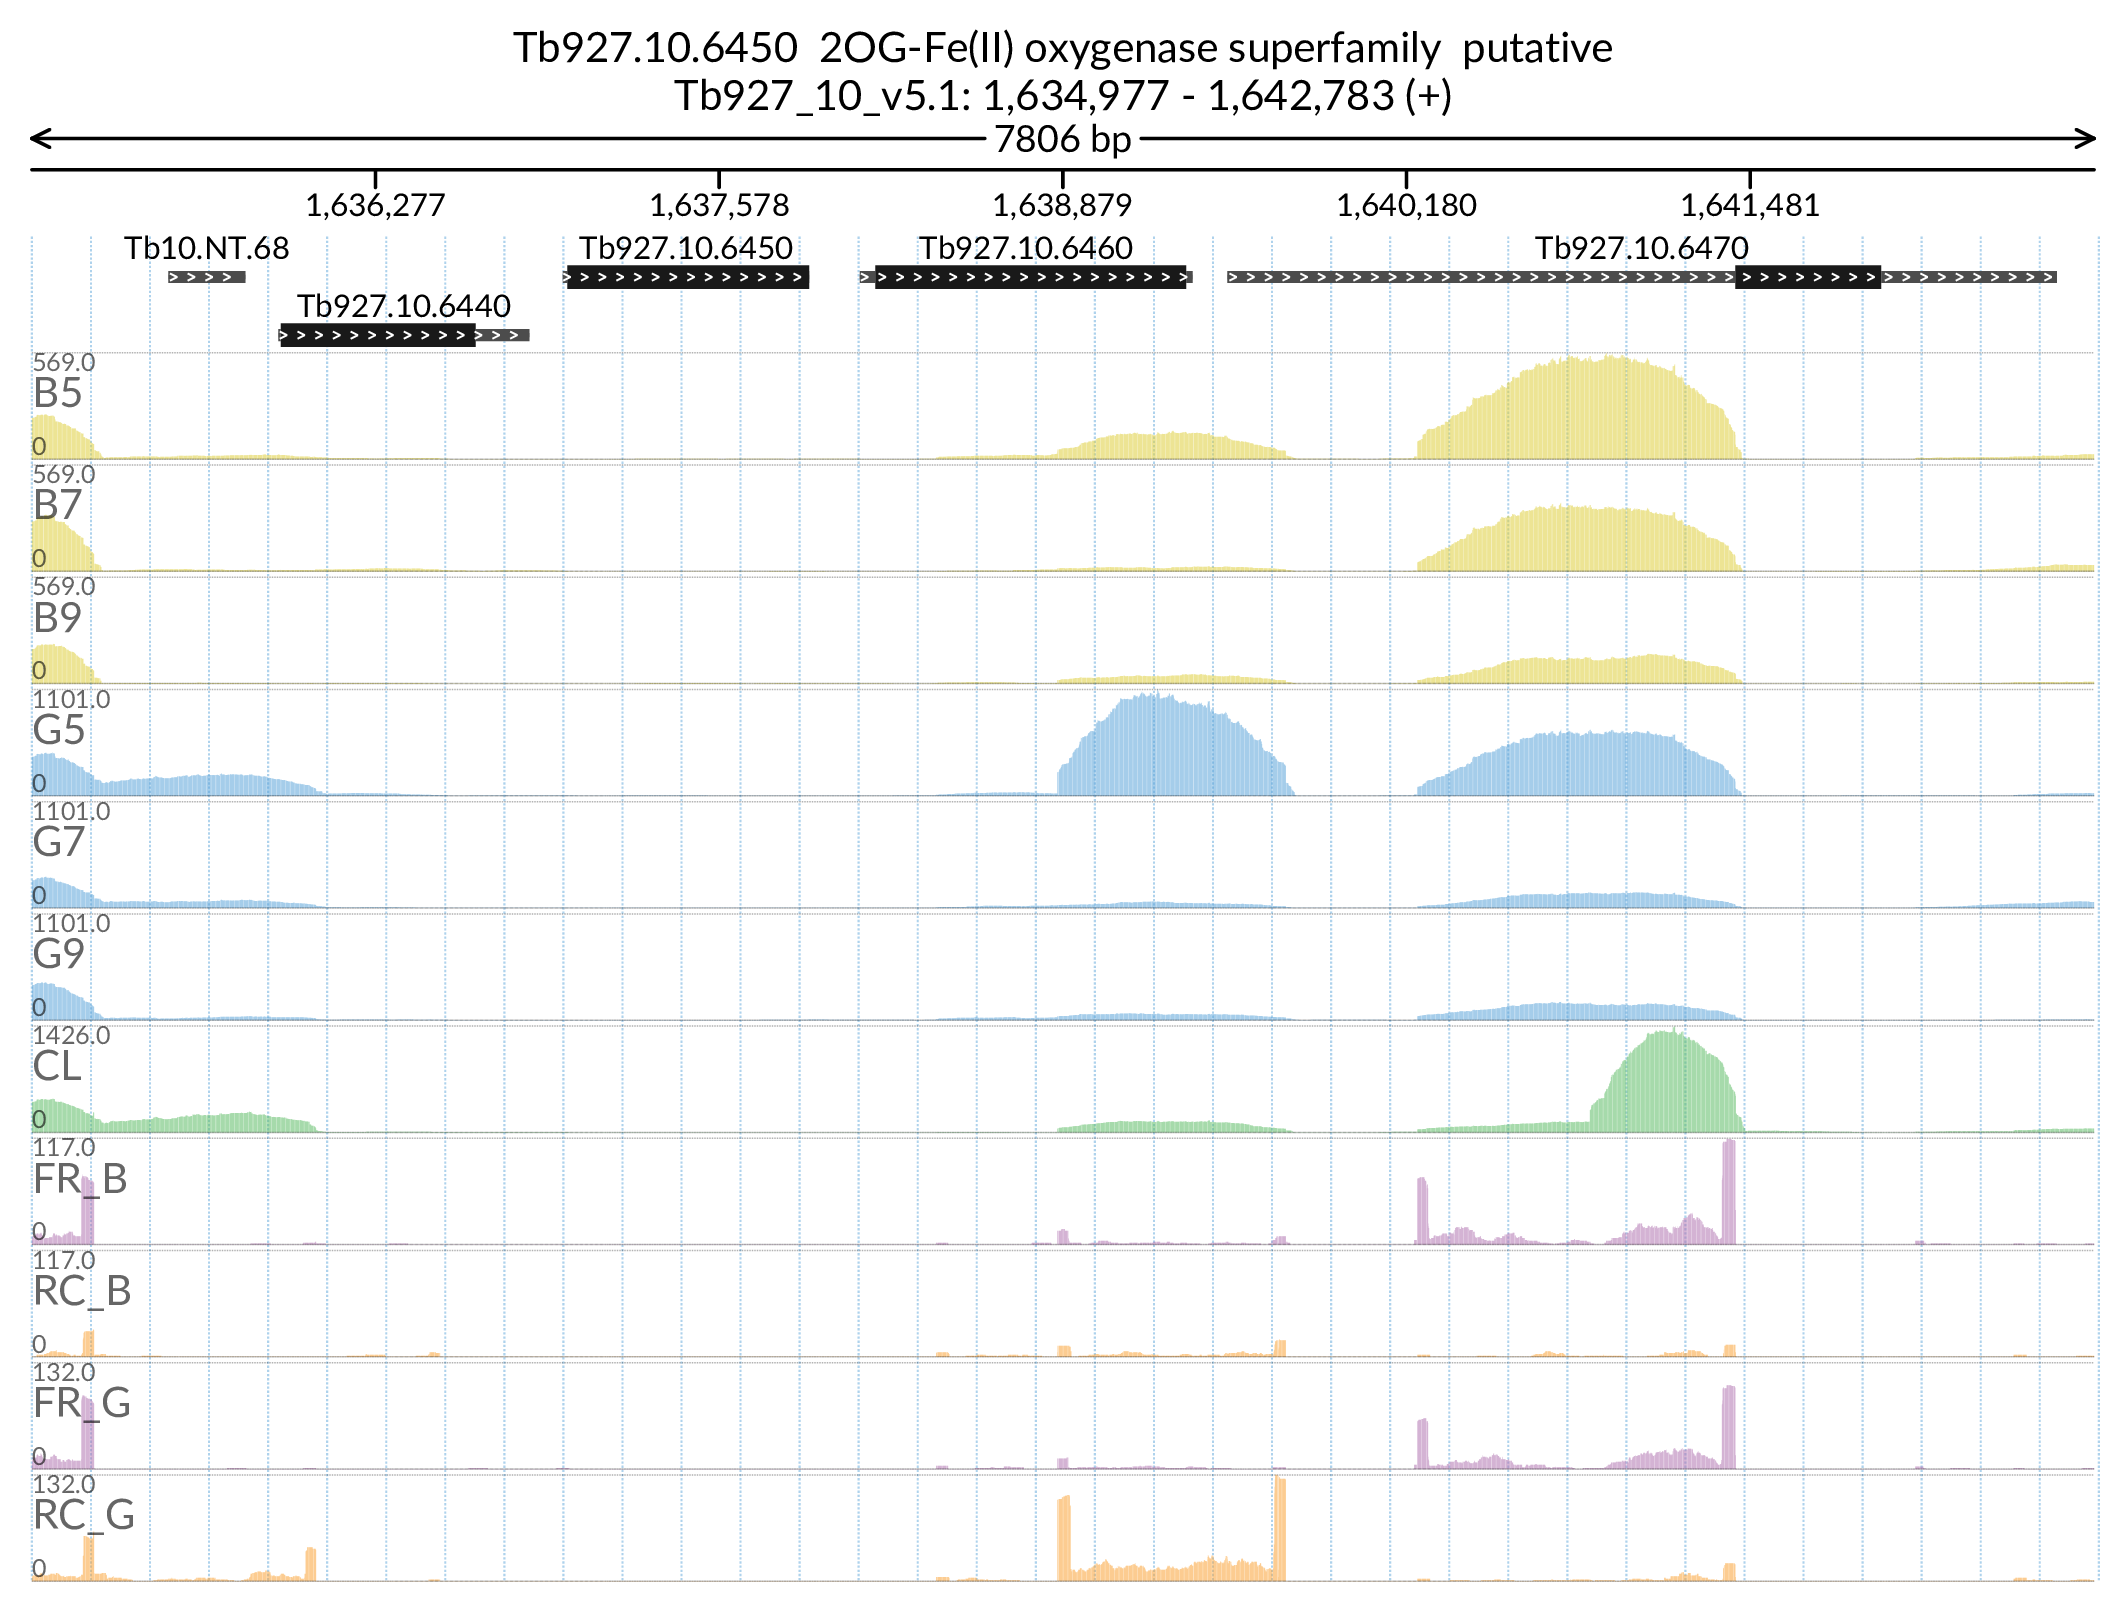 Tb927.10.6450  2OG-Fe(II) oxygenase superfamily  putative
Tb927_10_v5.1: 1,634,977 - 1,642,783 (+)
7806 bp
1,636,277 1,637,578 1,638,879 1,640,180 1,641,481
Tb10.NT.68 Tb927.10.6450 Tb927.10.6460 Tb927.10.6470
Tb927.10.6440
569.0
B5
0
569.0
B7
0
569.0
B9
0
1101.0
G5
0
1101.0
G7
0
1101.0
G9
0
1426.0
CL
0
117.0
FR_B
0
117.0
RC_B
0
132.0
FR_G
0
132.0
RC_G
0